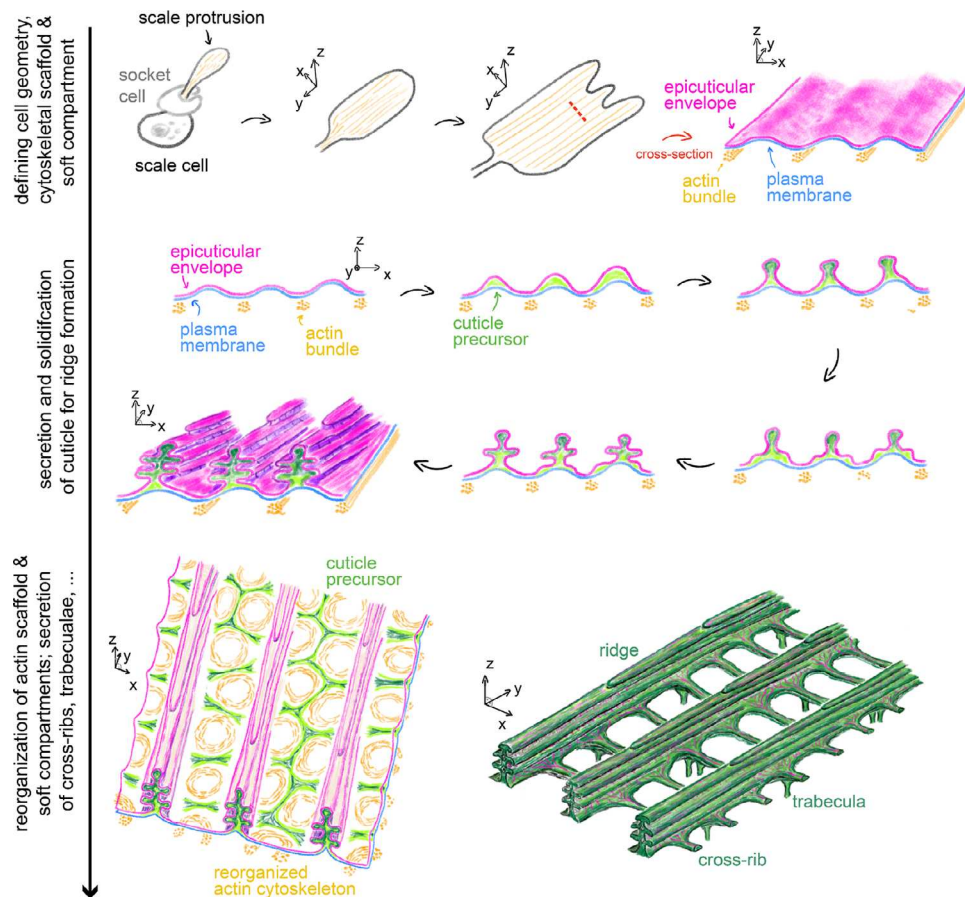 defining cell geometry,
cytoskeletal scaffold &
soft compartment
scale protrusion
socket
cell
scale cell
z
x
y
z
x
y
cross-section
z
y
x
epicuticular
envelope
actin
bundle
plasma
membrane
secretion and solidification
of cuticle for ridge formation
epicuticular
envelope
z
y
x
plasma
membrane
actin
bundle
cuticle
precursor
z
y
x
reorganization of actin scaffold &
soft compartments; secretion
of cross-ribs, trabecualae, ...
cuticle
precursor
z
y
x
reorganized
actin cytoskeleton
z
y
x
ridge
trabecula
cross-rib